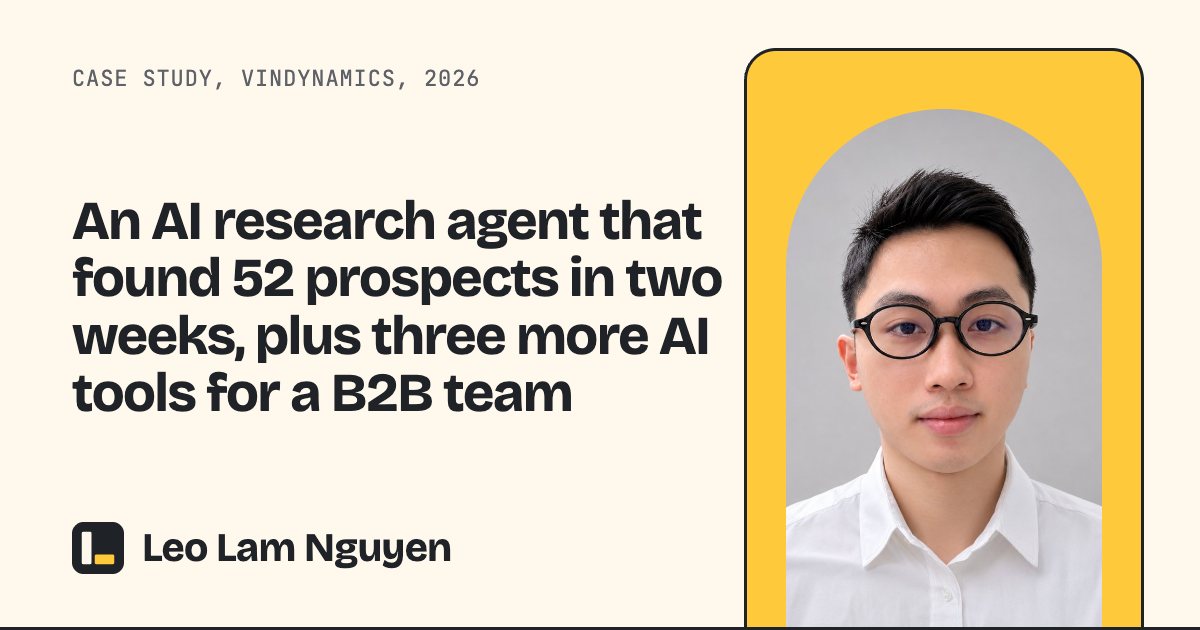 CASE STUDY, VINDYNAMICS, 2026
An AI research agent that
found 52 prospects in two
weeks, plus three more AI
tools for a B2B team
Leo Lam Nguyen